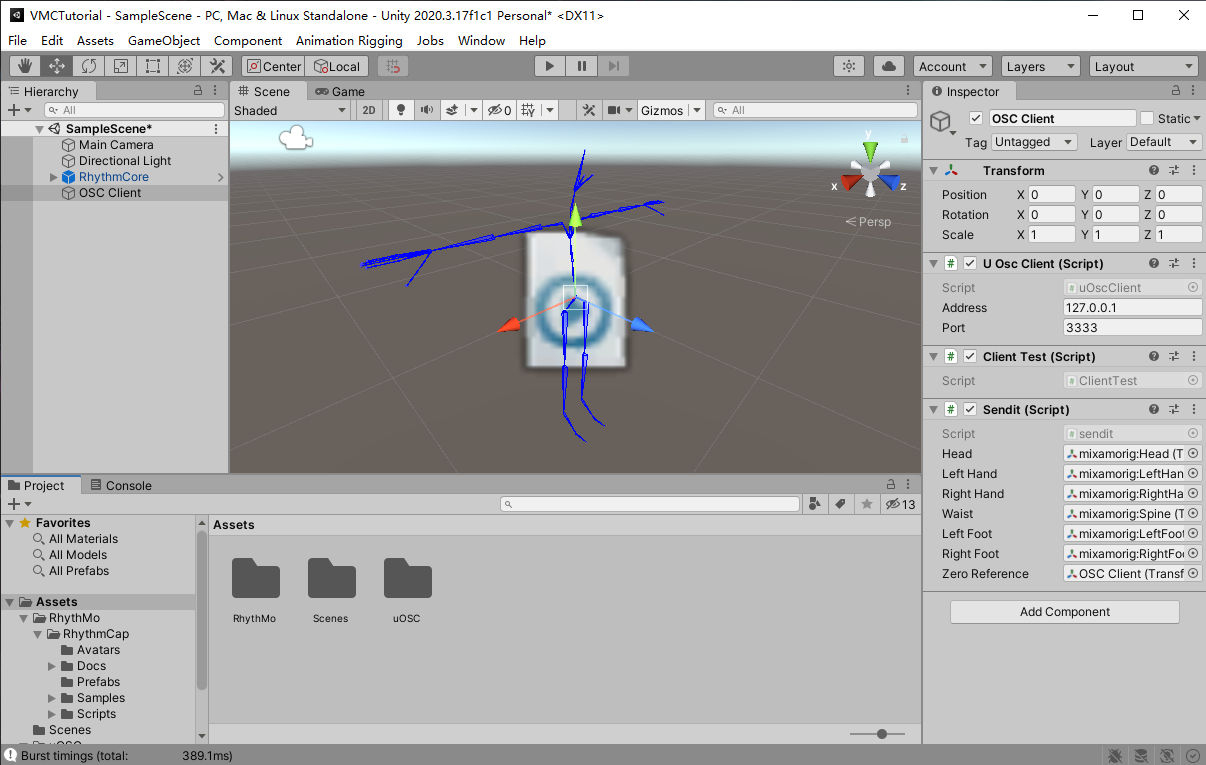 VMCTutorial - SampleScene - PC, Mac & Linux Standalone - Unity 2020.3.17f1c1 Personal* <DX11>
File Edit Assets GameObject Component Animation Rigging Jobs Window Help
Center Local Account Layers Layout
Hierarchy
All
SampleScene*
Main Camera
Directional Light
RhythmCore
OSC Client
Scene Game
Shaded 2D 0 Gizmos All
y
x
z
Persp
Inspector
OSC Client Static
Tag Untagged Layer Default
Transform
Position X 0 Y 0 Z 0
Rotation X 0 Y 0 Z 0
Scale X 1 Y 1 Z 1
# U Osc Client (Script)
Script # uOscClient
Address 127.0.0.1
Port 3333
# Client Test (Script)
Script # ClientTest
# Sendit (Script)
Script # sendit
Head mixamorig:Head (T
Left Hand mixamorig:LeftHan
Right Hand mixamorig:RightHa
Waist mixamorig:Spine (T
Left Foot mixamorig:LeftFoot
Right Foot mixamorig:RightFoo
Zero Reference OSC Client (Transf
Add Component
Project Console
13
Favorites
All Materials
All Models
All Prefabs
Assets
RhythMo
RhythmCap
Avatars
Docs
Prefabs
Samples
Scripts
Scenes
uOSC
Assets
RhythMo Scenes uOSC
Burst timings (total: 389.1ms)